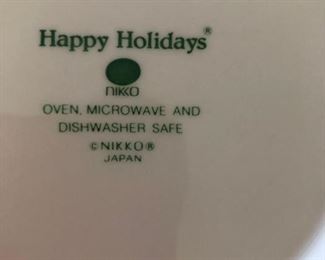 Happy Holidays®
NIKKO
OVEN, MICROWAVE AND
DISHWASHER SAFE
©NIKKO®
JAPAN